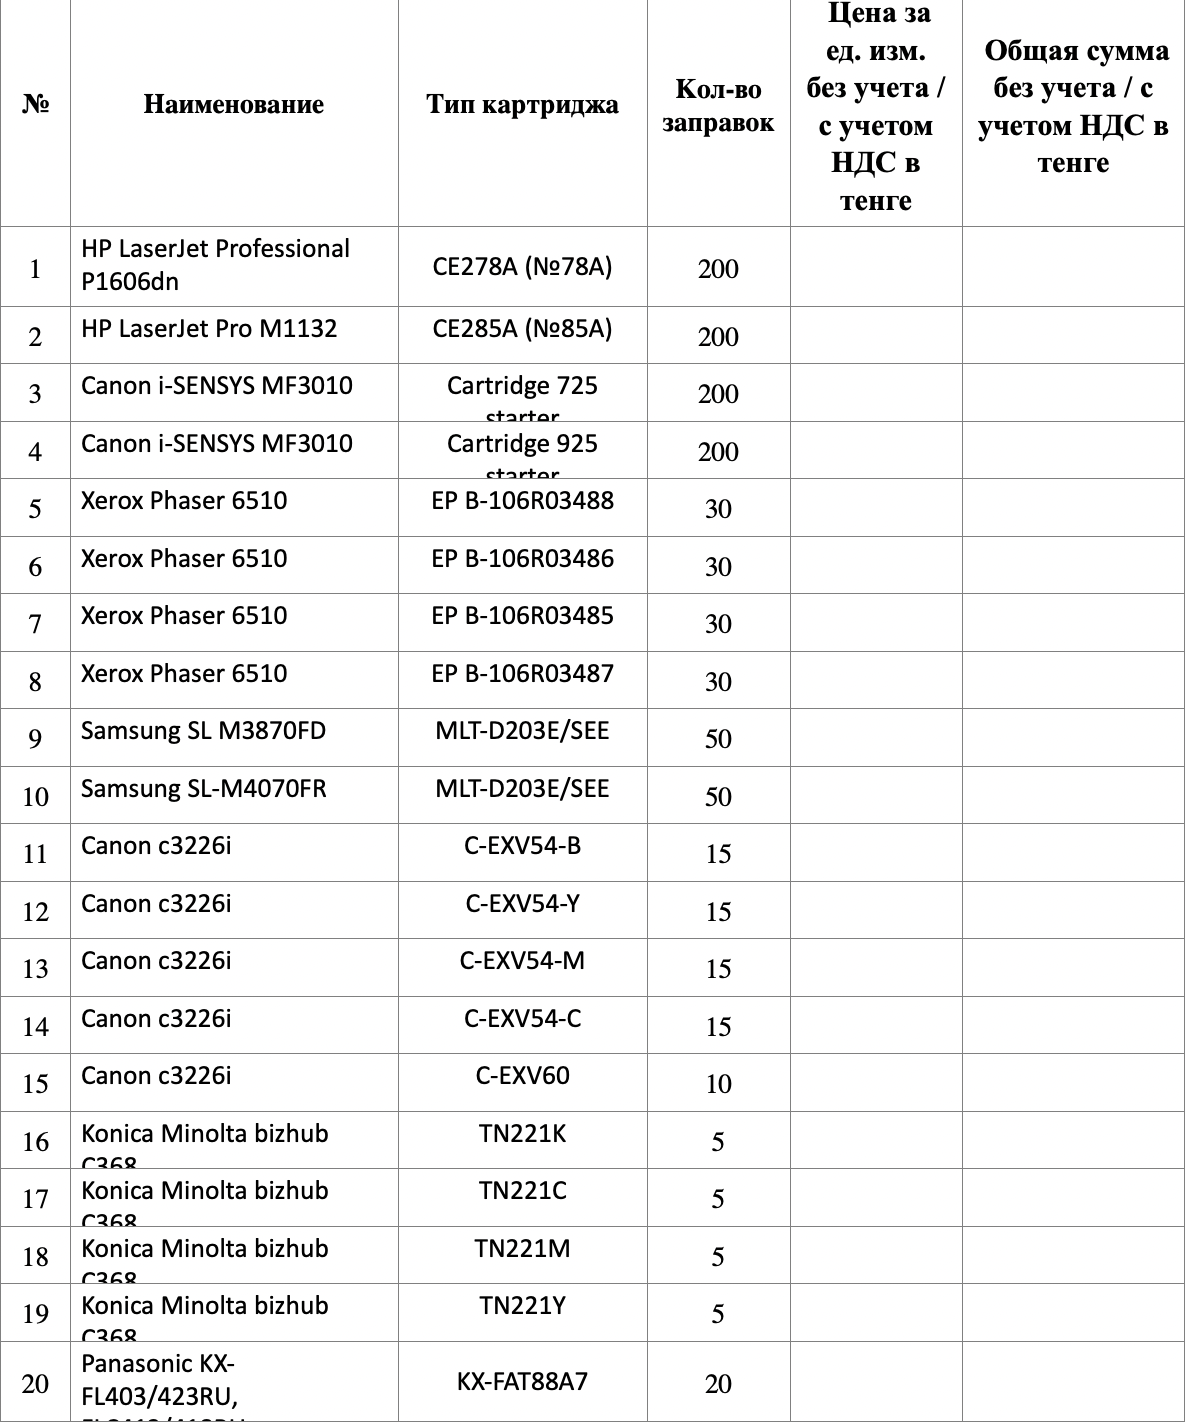 № Наименование Тип картриджа Кол-во заправок Цена за ед. изм. без учета / с учетом НДС в тенге Общая сумма без учета / с учетом НДС в тенге
1 HP LaserJet Professional P1606dn CE278A (№78A) 200
2 HP LaserJet Pro M1132 CE285A (№85A) 200
3 Canon i-SENSYS MF3010 Cartridge 725 starter 200
4 Canon i-SENSYS MF3010 Cartridge 925 starter 200
5 Xerox Phaser 6510 EP B-106R03488 30
6 Xerox Phaser 6510 EP B-106R03486 30
7 Xerox Phaser 6510 EP B-106R03485 30
8 Xerox Phaser 6510 EP B-106R03487 30
9 Samsung SL M3870FD MLT-D203E/SEE 50
10 Samsung SL-M4070FR MLT-D203E/SEE 50
11 Canon c3226i C-EXV54-B 15
12 Canon c3226i C-EXV54-Y 15
13 Canon c3226i C-EXV54-M 15
14 Canon c3226i C-EXV54-C 15
15 Canon c3226i C-EXV60 10
16 Konica Minolta bizhub C368 TN221K 5
17 Konica Minolta bizhub C368 TN221C 5
18 Konica Minolta bizhub C368 TN221M 5
19 Konica Minolta bizhub C368 TN221Y 5
20 Panasonic KX-FL403/423RU, KX-FAT88A7 20